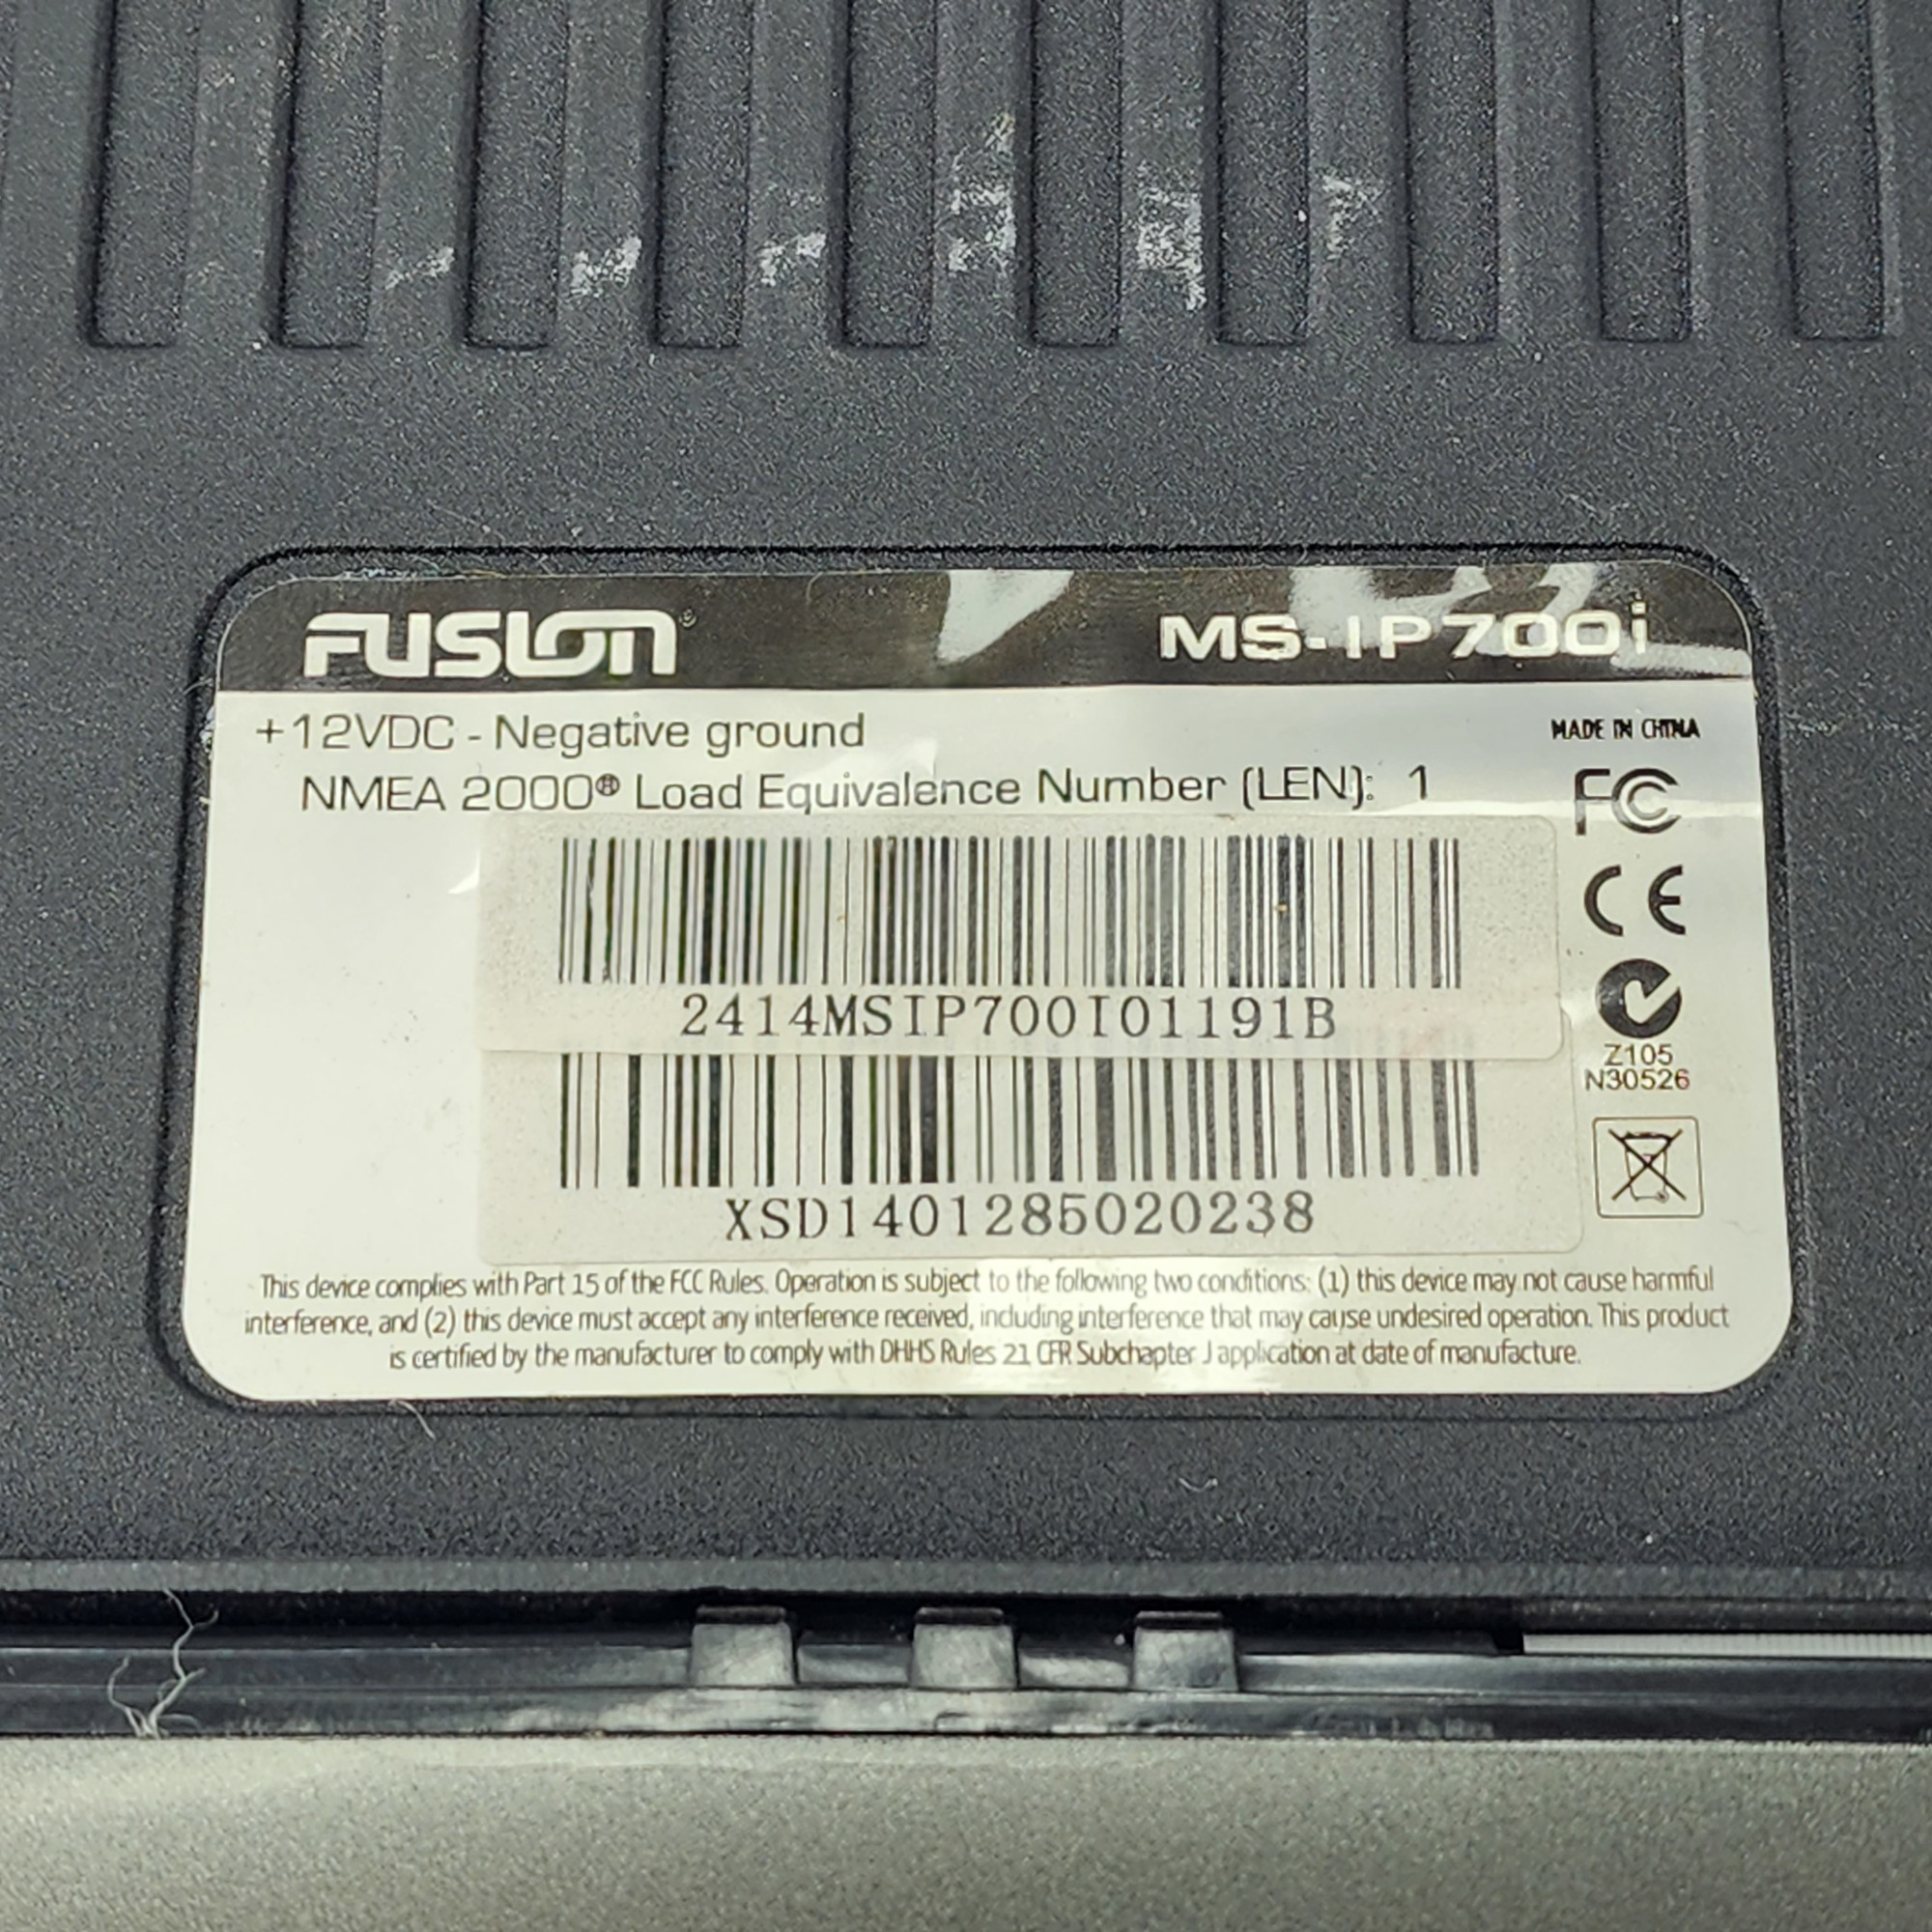 FUSION®
MS-IP700i
+12VDC - Negative ground
MADE IN CHINA
NMEA 2000® Load Equivalence Number (LEN): 1
FC
CE
2414MSIP700I01191B
Z105
N30526
XSD1401285020238
This device complies with Part 15 of the FCC Rules. Operation is subject to the following two conditions: (1) this device may not cause harmful
interference, and (2) this device must accept any interference received, including interference that may cause undesired operation. This product
is certified by the manufacturer to comply with DHHS Rules 21 CFR Subchapter J application at date of manufacture.